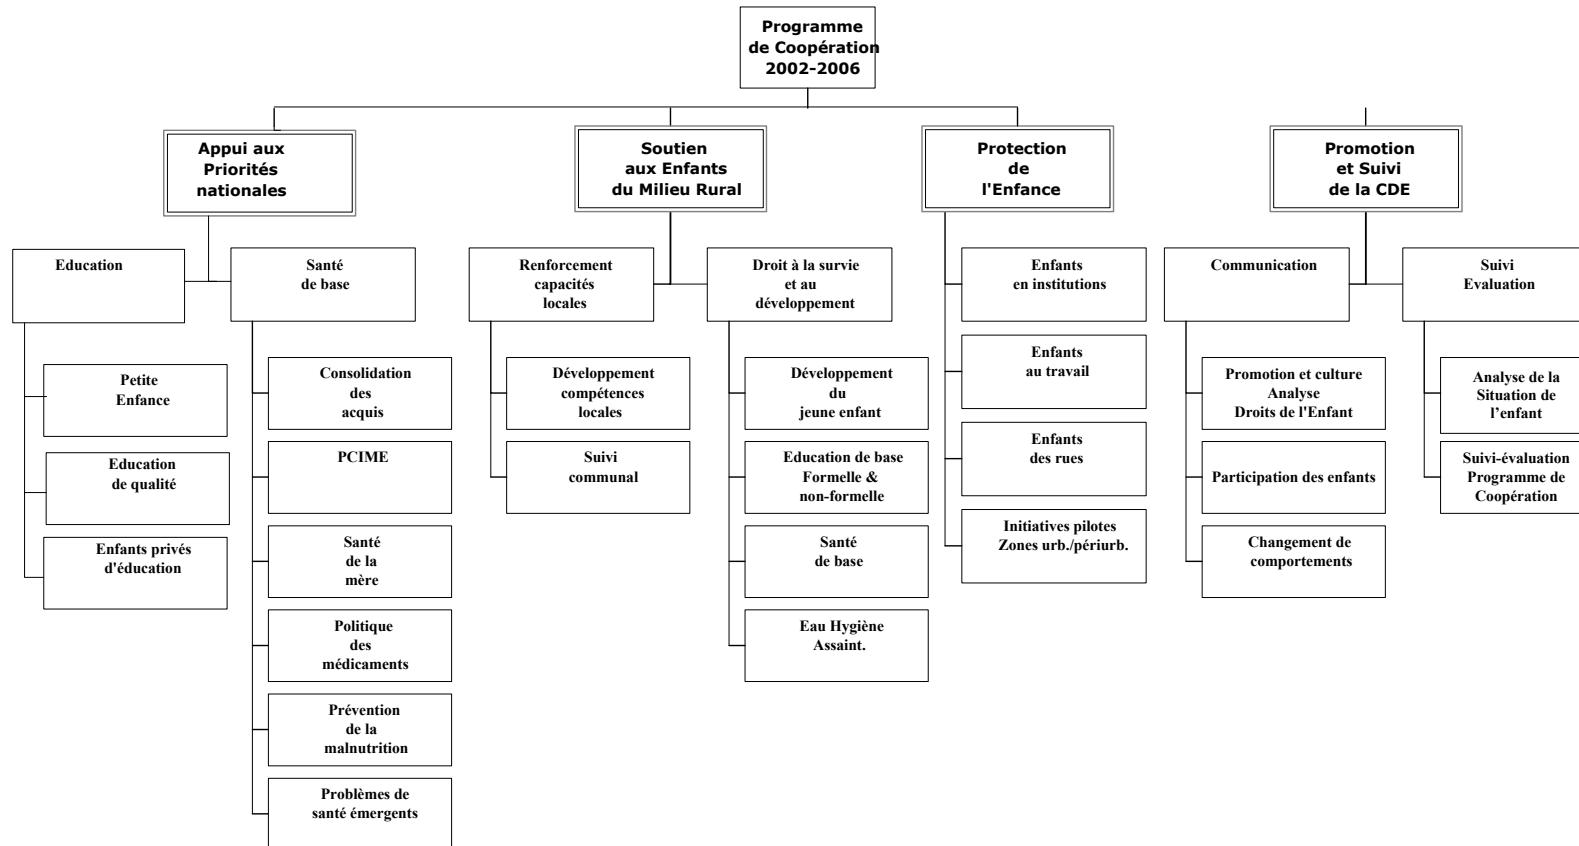 Programme
de Coopération
2002-2006
Appui aux
Priorités
nationales
Soutien
aux Enfants
du Milieu Rural
Protection
de
l'Enfance
Promotion
et Suivi
de la CDE
Education
Santé
de base
Renforcement
capacités
locales
Droit à la survie
et au
développement
Enfants
en institutions
Communication
Suivi
Evaluation
Petite
Enfance
Education
de qualité
Enfants privés
d'éducation
Consolidation
des
acquis
PCIME
Santé
de la
mère
Politique
des
médicaments
Prévention
de la
malnutrition
Problèmes de
santé émergents
Développement
compétences
locales
Suivi
communal
Développement
du
jeune enfant
Education de base
Formelle &
non-formelle
Santé
de base
Eau Hygiène
Assaint.
Enfants
au travail
Enfants
des rues
Initiatives pilotes
Zones urb./périurb.
Promotion et culture
Analyse
Droits de l'Enfant
Participation des enfants
Changement de
comportements
Analyse de la
Situation de
l’enfant
Suivi-évaluation
Programme de
Coopération